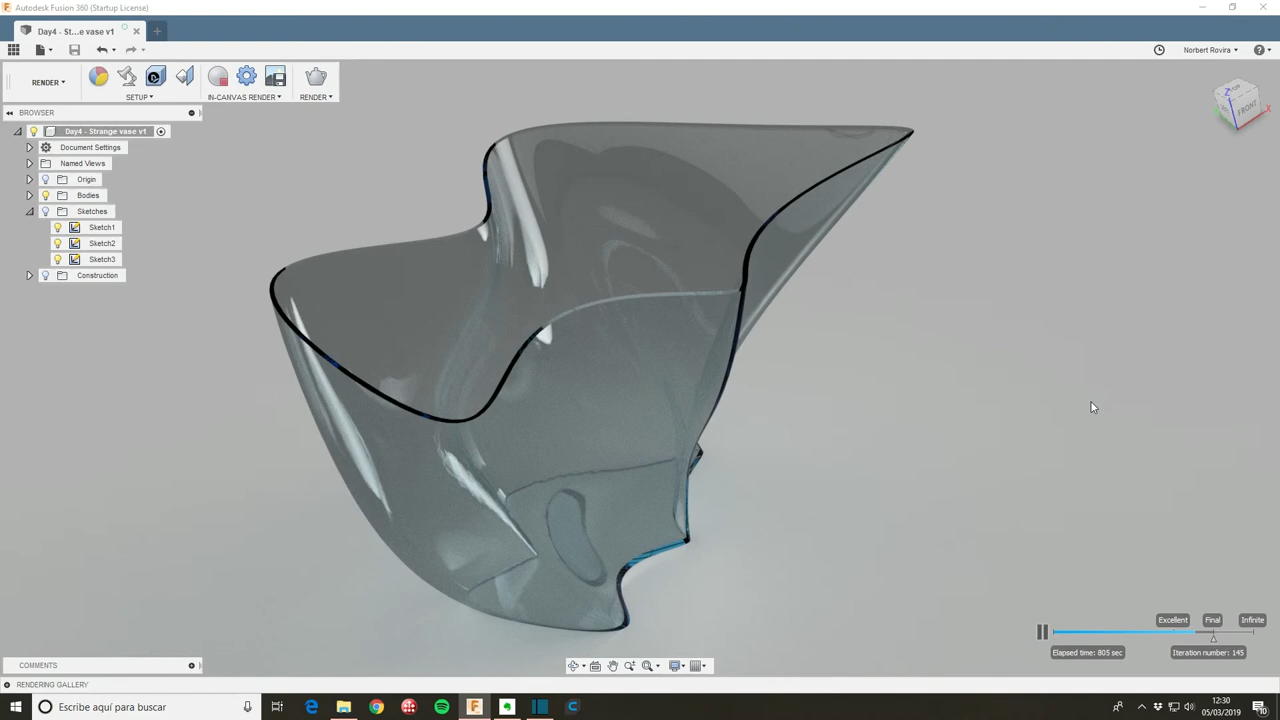 Autodesk Fusion 360 (Startup License)
Day4 - St...e vase v1
Norbert Rovira
RENDER
SETUP
IN-CANVAS RENDER
RENDER
BROWSER
Day4 - Strange vase v1
Document Settings
Named Views
Origin
Bodies
Sketches
Sketch1
Sketch2
Sketch3
Construction
Z
X
FRONT
Excellent
Final
Infinite
Elapsed time: 805 sec
Iteration number: 145
COMMENTS
RENDERING GALLERY
Escribe aquí para buscar
12:30
05/03/2019
10